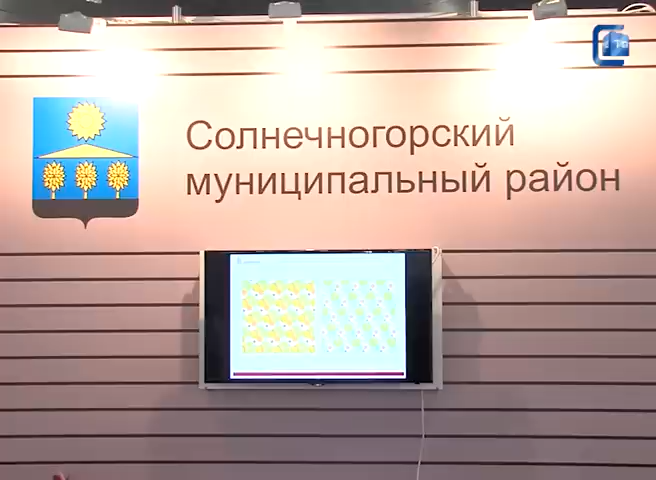 Солнечногорский
муниципальный район